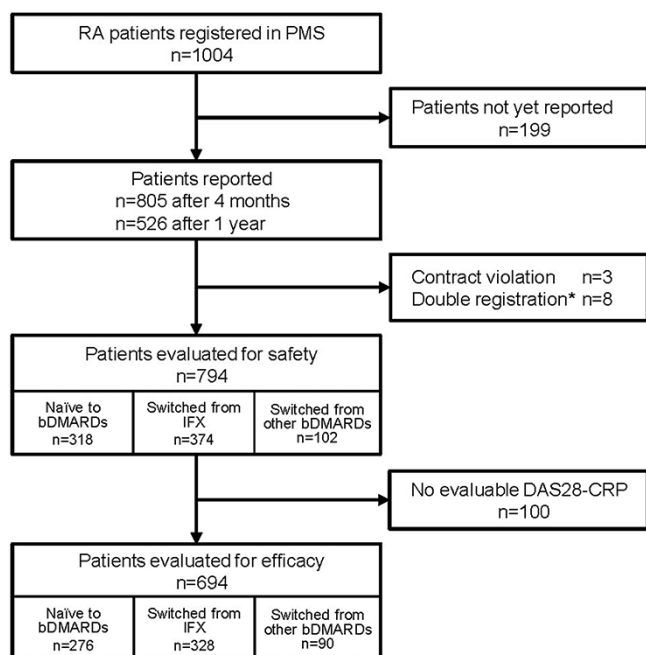 RA patients registered in PMS
n=1004
Patients not yet reported
n=199
Patients reported
n=805 after 4 months
n=526 after 1 year
Contract violation n=3
Double registration* n=8
Patients evaluated for safety
n=794
Naïve to
bDMARDs
n=318
Switched from
IFX
n=374
Switched from
other bDMARDs
n=102
No evaluable DAS28-CRP
n=100
Patients evaluated for efficacy
n=694
Naïve to
bDMARDs
n=276
Switched from
IFX
n=328
Switched from
other bDMARDs
n=90